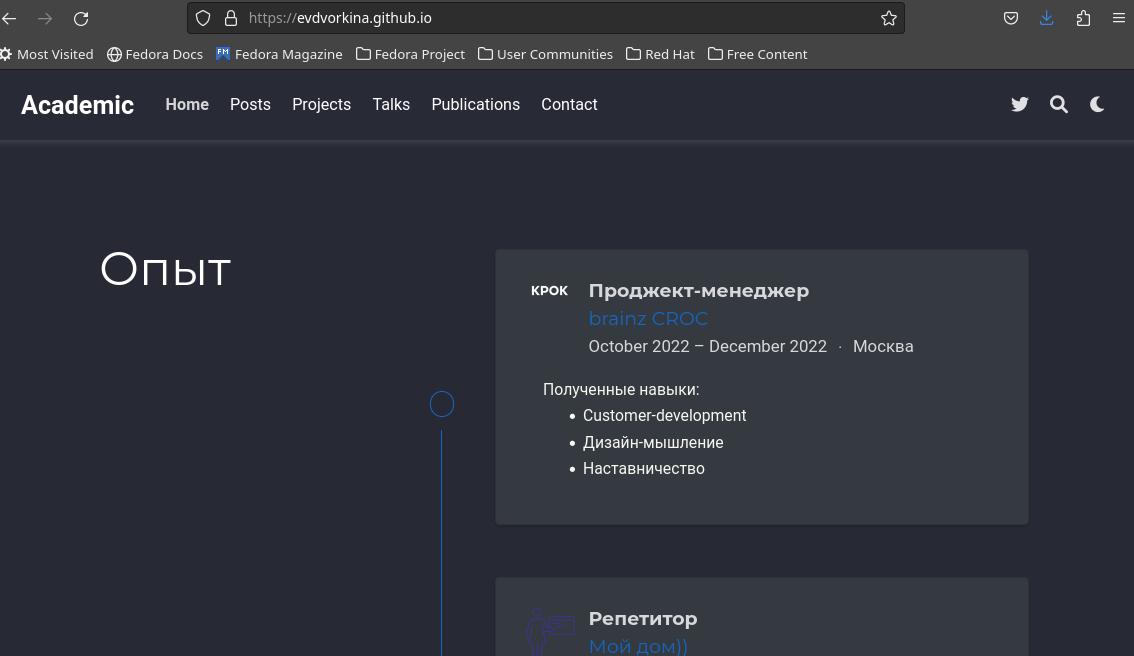 https://evdvorkina.github.io
Most Visited Fedora Docs Fedora Magazine Fedora Project User Communities Red Hat Free Content
Academic Home Posts Projects Talks Publications Contact
Опыт
КРОК
Проджект-менеджер
brainz CROC
October 2022 – December 2022 · Москва
Полученные навыки:
• Customer-development
• Дизайн-мышление
• Наставничество
Репетитор
Мой дом))